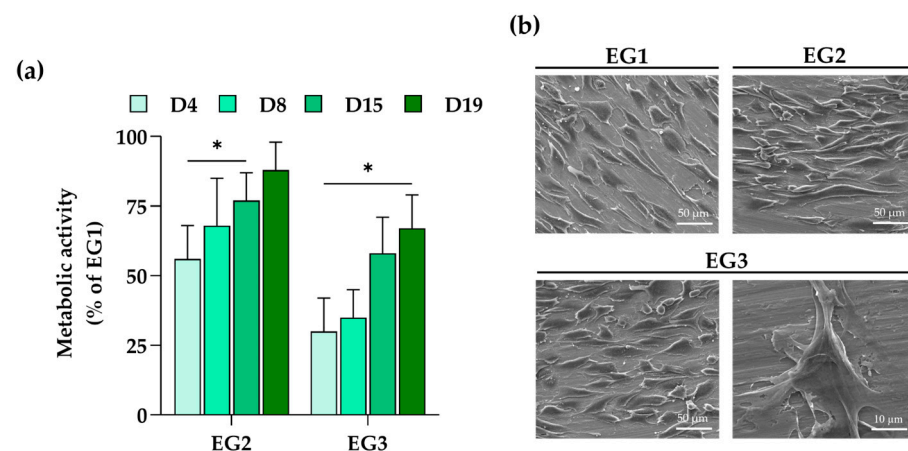 (a)
D4 D8 D15 D19
Metabolic activity
(% of EG1)
100
75
50
25
0
*
*
EG2 EG3
(b)
EG1 EG2
50 µm 50 µm
EG3
50 µm 10 µm